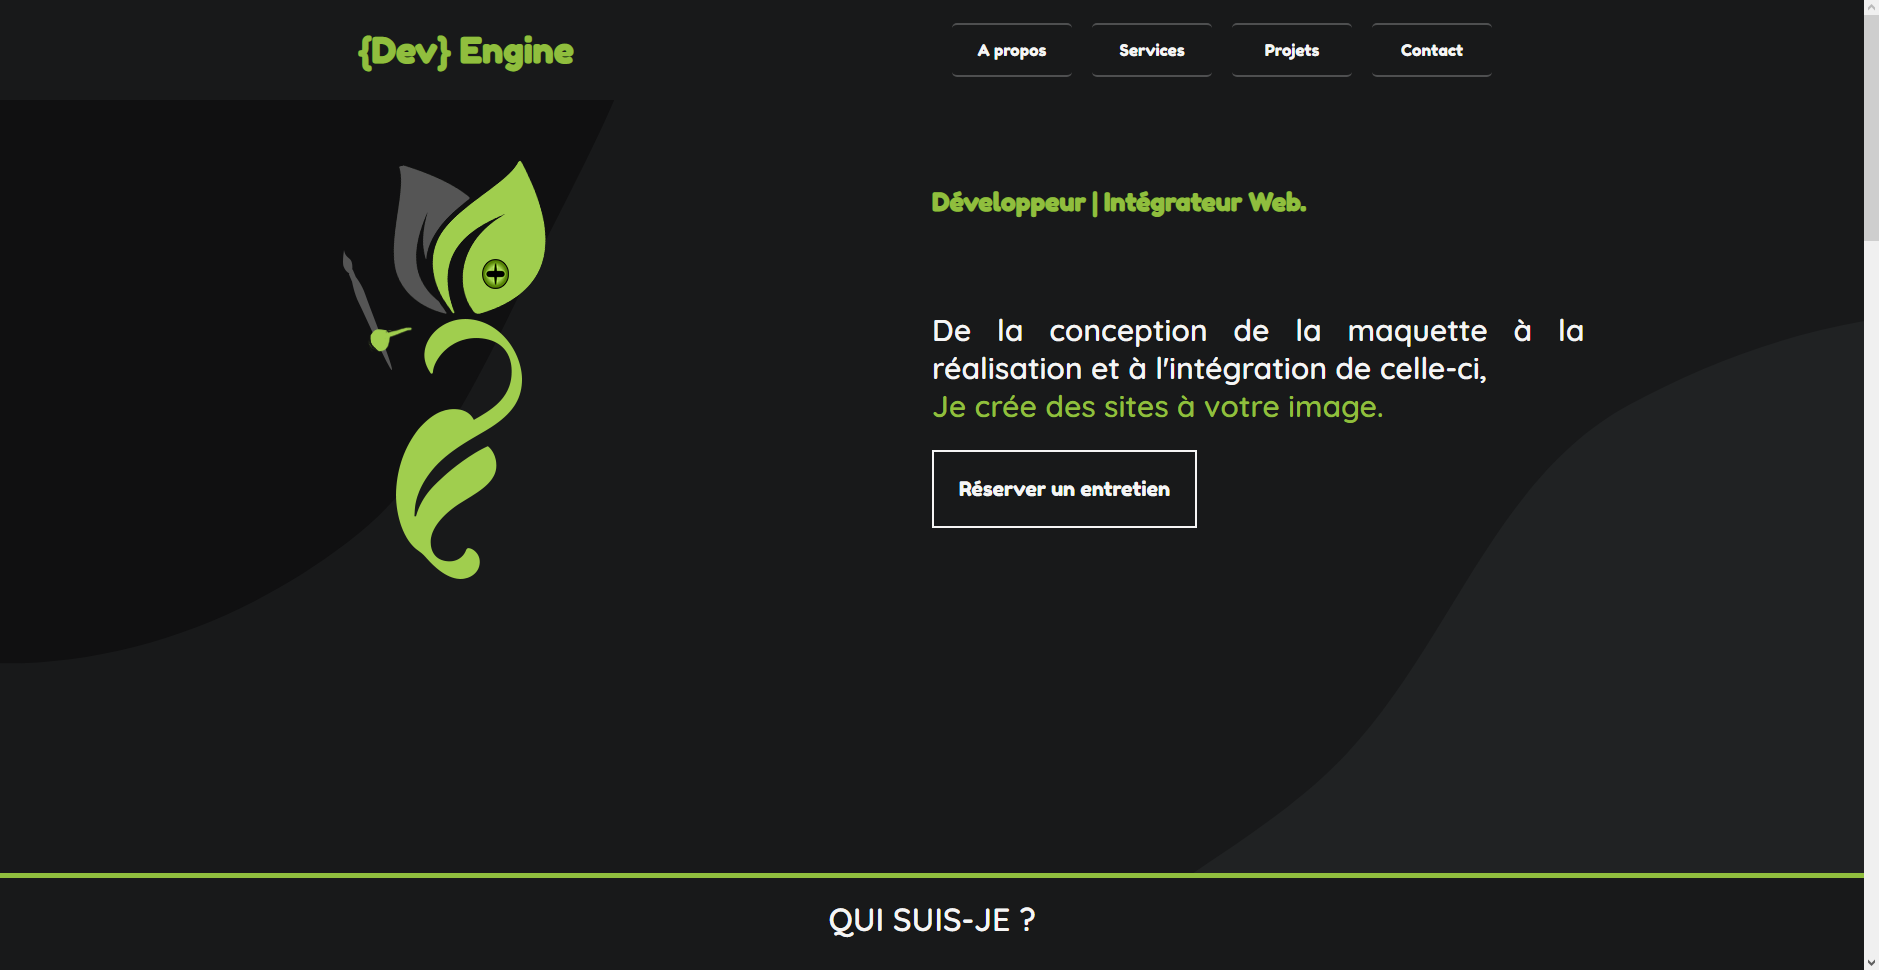 {Dev} Engine
A propos
Services
Projets
Contact
Développeur | Intégrateur Web.
De la conception de la maquette à la
réalisation et à l'intégration de celle-ci,
Je crée des sites à votre image.
Réserver un entretien
QUI SUIS-JE ?